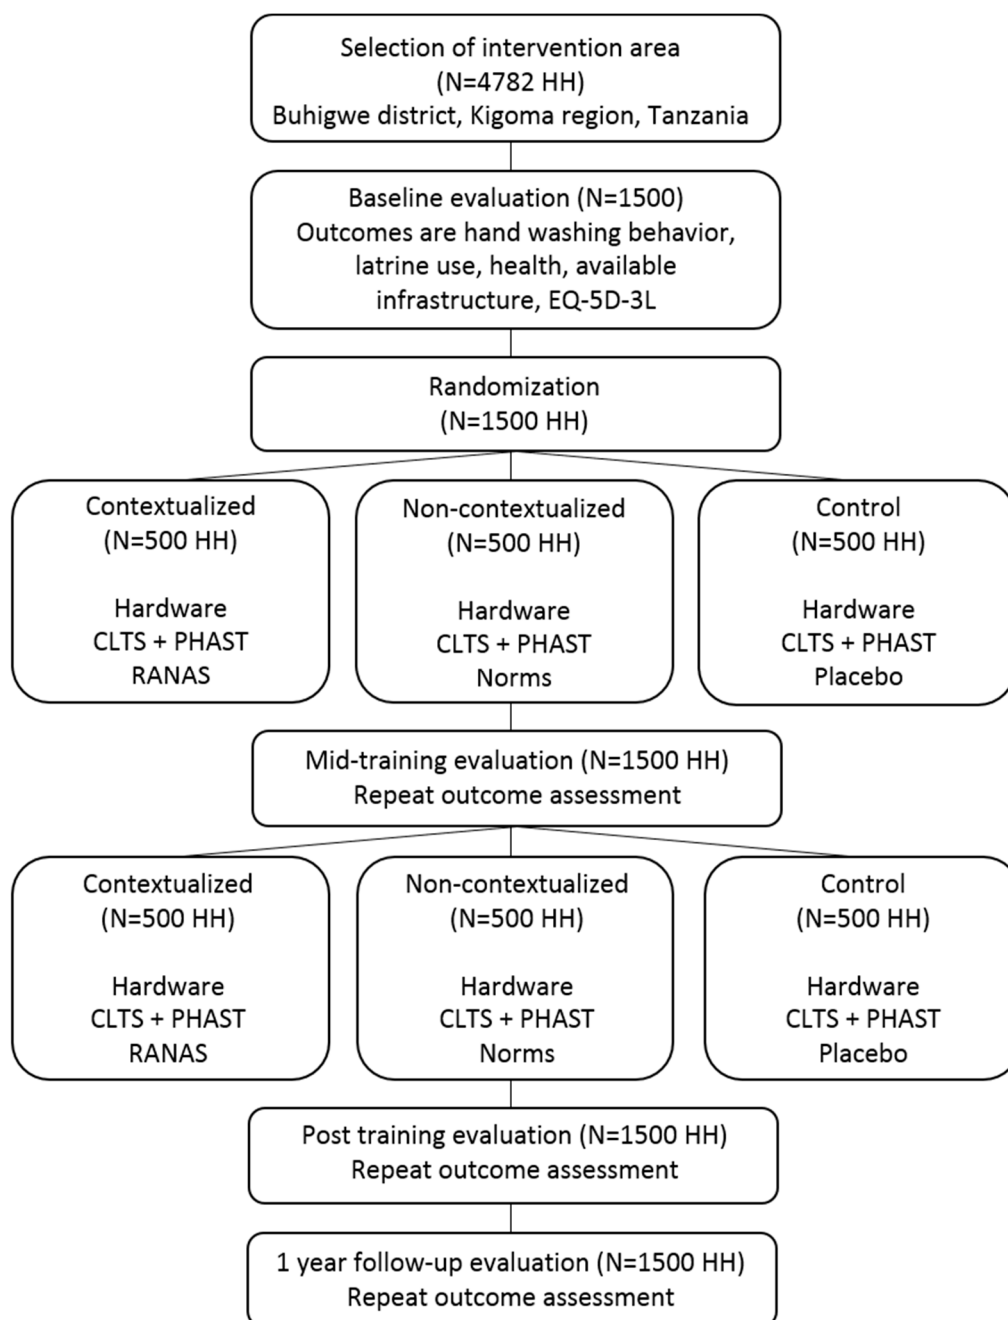 Selection of intervention area
(N=4782 HH)
Buhigwe district, Kigoma region, Tanzania
Baseline evaluation (N=1500)
Outcomes are hand washing behavior,
latrine use, health, available
infrastructure, EQ-5D-3L
Randomization
(N=1500 HH)
Contextualized
(N=500 HH)
Hardware
CLTS + PHAST
RANAS
Non-contextualized
(N=500 HH)
Hardware
CLTS + PHAST
Norms
Control
(N=500 HH)
Hardware
CLTS + PHAST
Placebo
Mid-training evaluation (N=1500 HH)
Repeat outcome assessment
Contextualized
(N=500 HH)
Hardware
CLTS + PHAST
RANAS
Non-contextualized
(N=500 HH)
Hardware
CLTS + PHAST
Norms
Control
(N=500 HH)
Hardware
CLTS + PHAST
Placebo
Post training evaluation (N=1500 HH)
Repeat outcome assessment
1 year follow-up evaluation (N=1500 HH)
Repeat outcome assessment